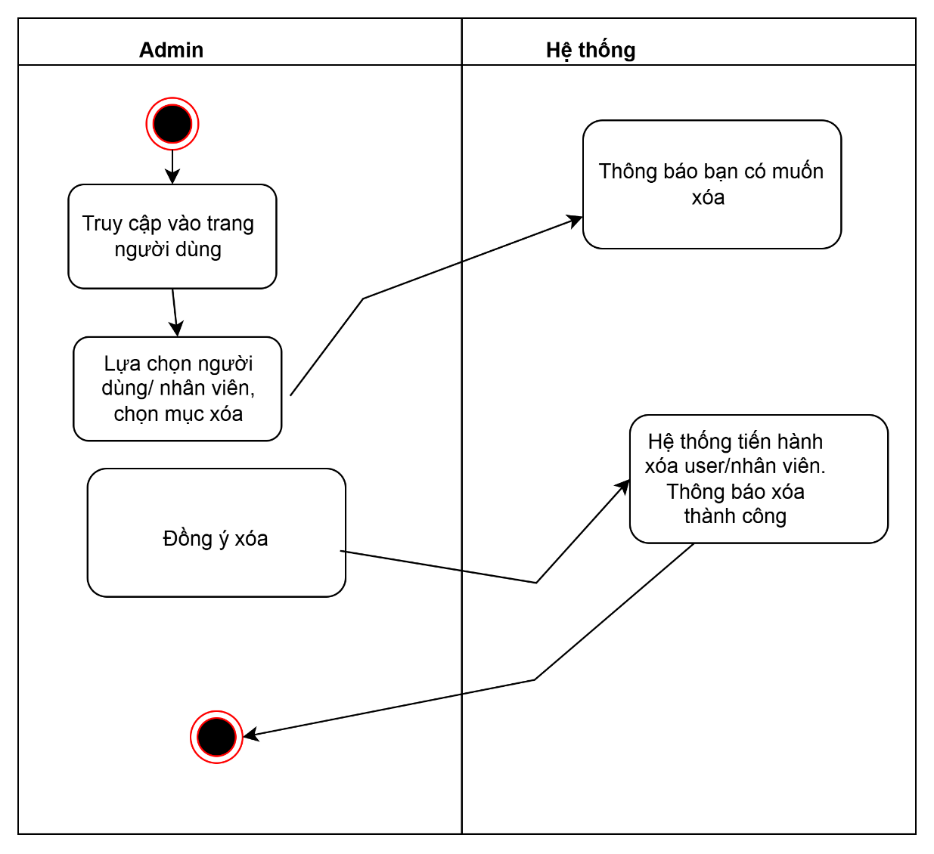 Admin
Hệ thống
Truy cập vào trang
người dùng
Thông báo bạn có muốn
xóa
Lựa chọn người
dùng/ nhân viên,
chọn mục xóa
Đồng ý xóa
Hệ thống tiến hành
xóa user/nhân viên.
Thông báo xóa
thành công